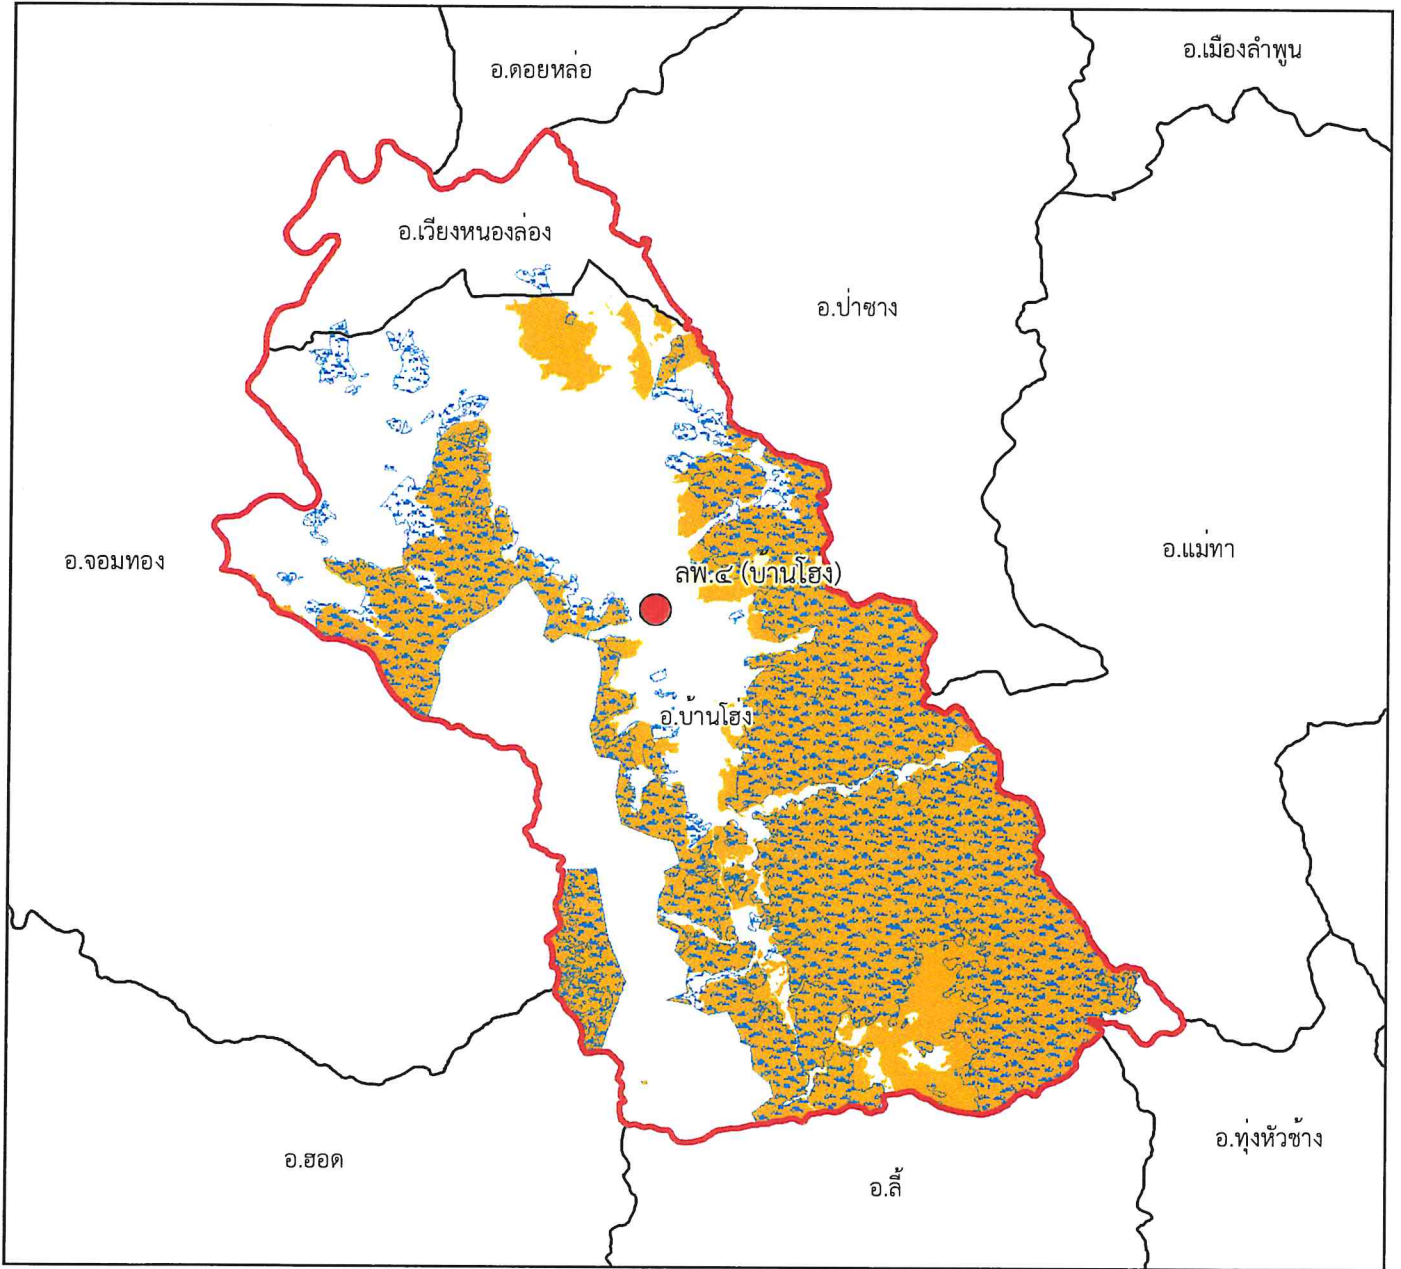 อ.เมืองลำพูน
อ.ดอยหล่อ
อ.เวียงหนองล่อง
อ.ป่าซาง
อ.แม่ทา
อ.จอมทอง
ลพ.๔ (บ้านโฮ่ง)
อ.บ้านโฮ่ง
อ.ทุ่งหัวช้าง
อ.ฮอด
อ.ลี้